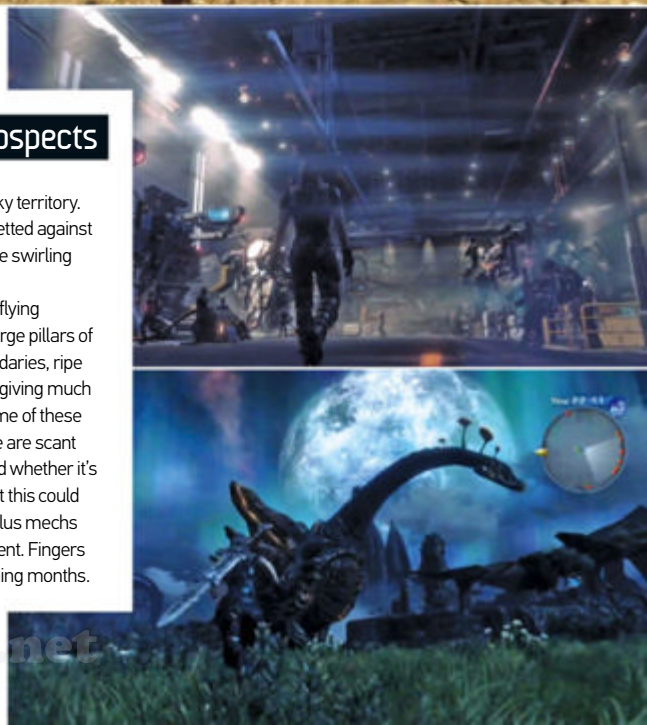 ospects
ky territory.
etted against
e swirling
flying
rge pillars of
daries, ripe
giving much
me of these
e are scant
d whether it's
t this could
lus mechs
ent. Fingers
ing months.
net